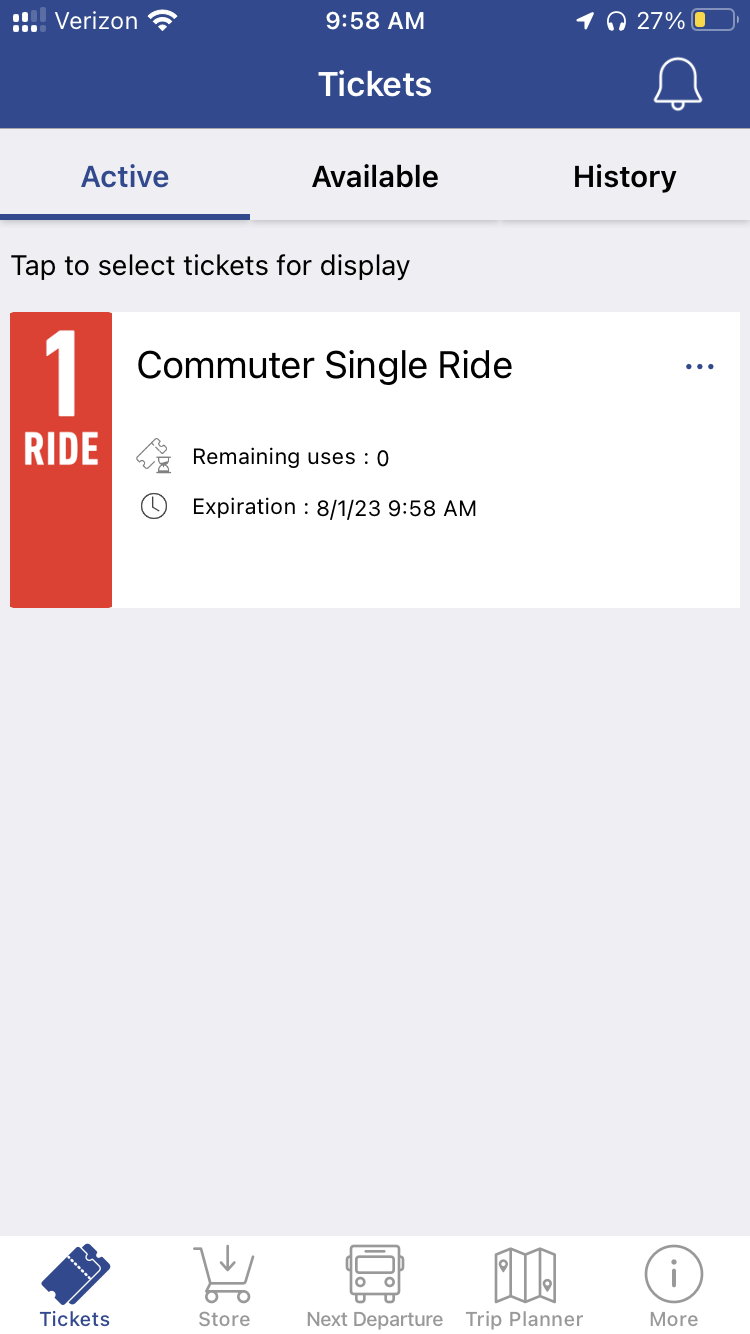 Verizon 9:58 AM 27%
Tickets
Active Available History
Tap to select tickets for display
1
RIDE
Commuter Single Ride
Remaining uses : 0
Expiration : 8/1/23 9:58 AM
Tickets Store Next Departure Trip Planner More